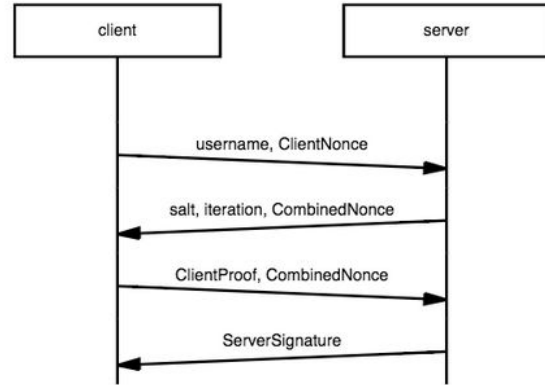 client
server
username, ClientNonce
salt, iteration, CombinedNonce
ClientProof, CombinedNonce
ServerSignature